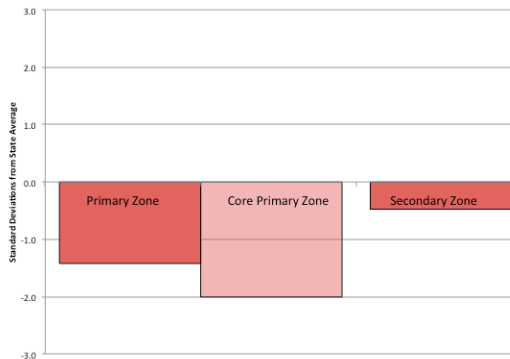 Standard Deviations from State Average
3.0
2.0
1.0
0.0
-1.0
-2.0
-3.0
Primary Zone
Core Primary Zone
Secondary Zone